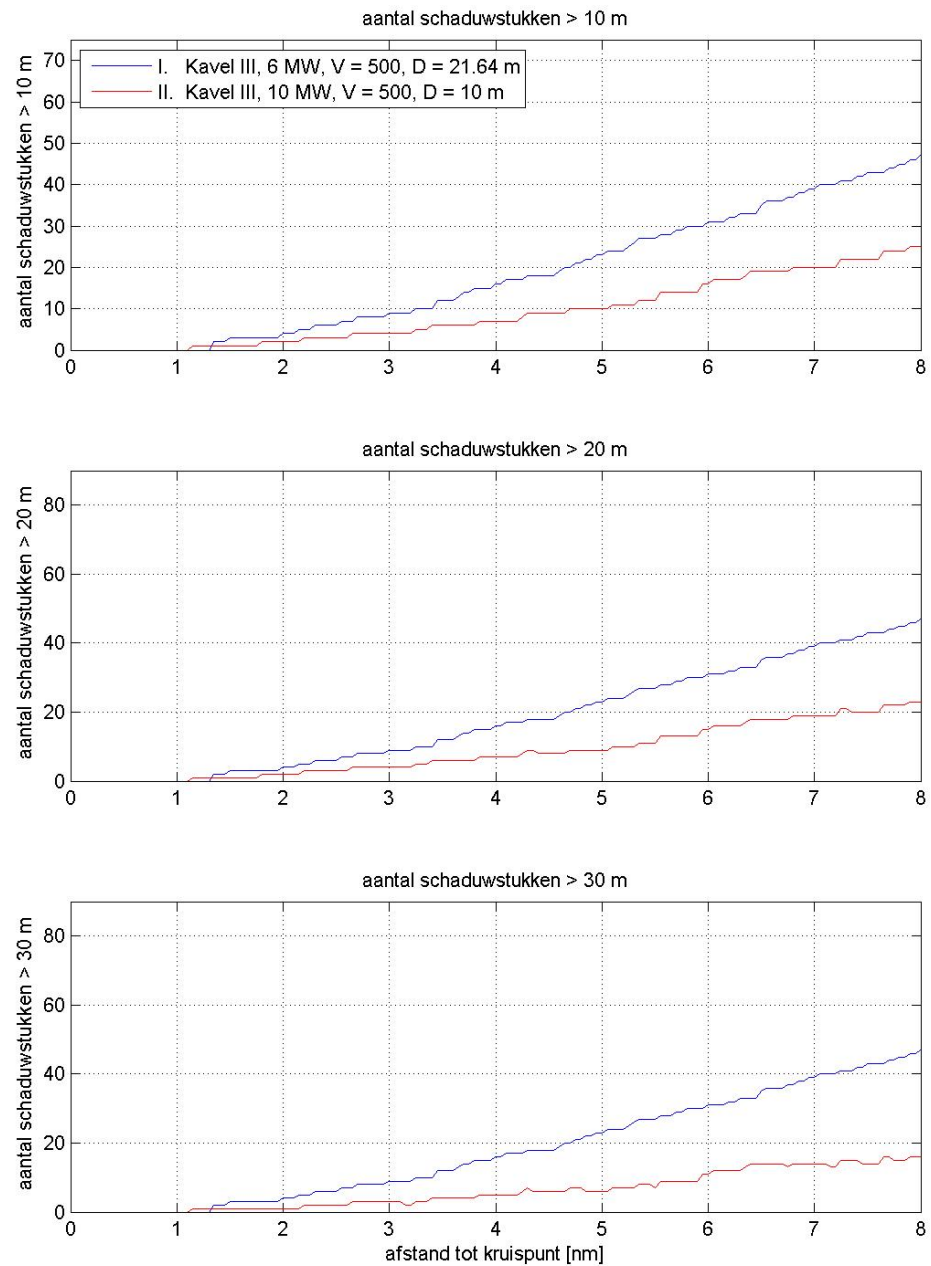 aantal schaduwstukken > 10 m
aantal schaduwstukken > 10 m
70
60
50
40
30
20
10
0
I. Kavel III, 6 MW, V = 500, D = 21.64 m
II. Kavel III, 10 MW, V = 500, D = 10 m
0 1 2 3 4 5 6 7 8
aantal schaduwstukken > 20 m
aantal schaduwstukken > 20 m
80
60
40
20
0
0 1 2 3 4 5 6 7 8
aantal schaduwstukken > 30 m
aantal schaduwstukken > 30 m
80
60
40
20
0
0 1 2 3 4 5 6 7 8
afstand tot kruispunt [nm]